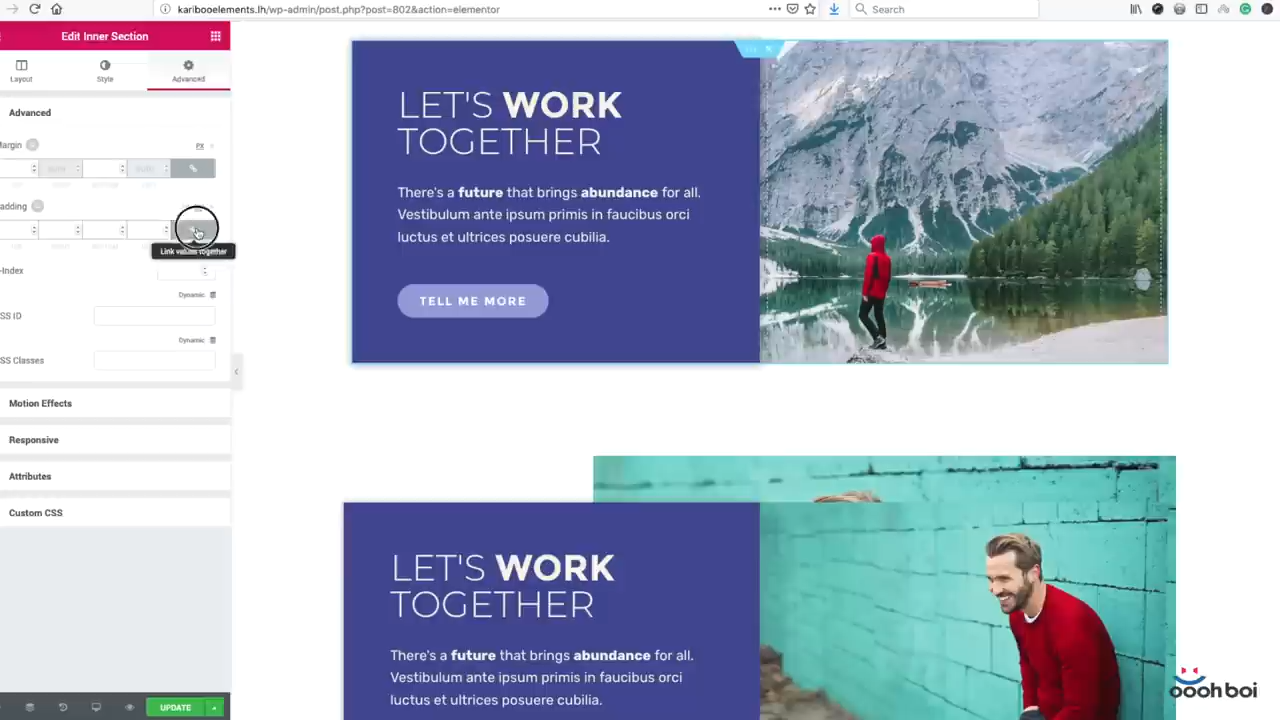 karibooelements.lh/wp-admin/post.php?post=802&action=elementor
Search
Edit Inner Section
Layout
Style
Advanced
Advanced
argin
PX
adding
Link values together
-Index
Dynamic
SS ID
Dynamic
SS Classes
Motion Effects
Responsive
Attributes
Custom CSS
UPDATE
LET'S WORK
TOGETHER
There's a future that brings abundance for all.
Vestibulum ante ipsum primis in faucibus orci
luctus et ultrices posuere cubilia.
TELL ME MORE
LET'S WORK
TOGETHER
There's a future that brings abundance for all.
Vestibulum ante ipsum primis in faucibus orci
luctus et ultrices posuere cubilia.
oooh boi